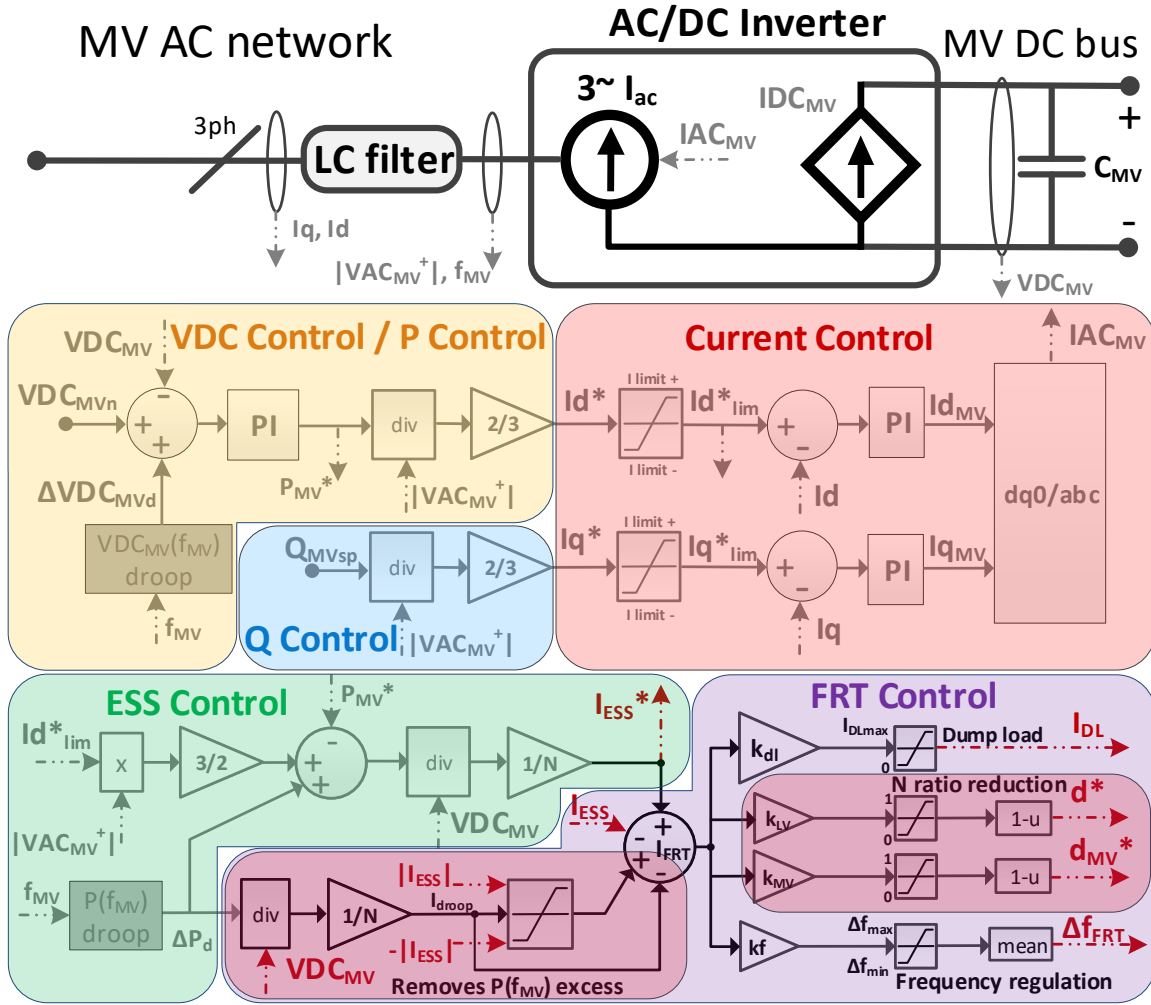 MV AC network
AC/DC Inverter
MV DC bus
3ph
LC filter
3~ Iac
IACMV
IDCMV
+
CMV
-
Iq, Id
|VACMV+|, fMV
VDCMV
VDC Control / P Control
VDCMV
VDCMVn
-
+
+
PI
PMV*
div
|VACMV+|
2/3
ΔVDCMVd
VDCMV(fMV)
droop
fMV
QMVsp
div
2/3
Q Control
|VACMV+|
Current Control
IACMV
Id*
I limit +
I limit -
Id*lim
+
-
Id
PI
IdMV
dq0/abc
Iq*
I limit +
I limit -
Iq*lim
+
-
Iq
PI
IqMV
ESS Control
PMV*
IESS*
Id*lim
x
|VACMV+|
3/2
-
+
+
div
VDCMV
1/N
fMV
P(fMV)
droop
ΔPd
div
VDCMV
1/N
Idroop
|IESS|
-|IESS|
Removes P(fMV) excess
FRT Control
IESS
+
-
+
-
IFRT
kdl
IDLmax
0
Dump load
IDL
N ratio reduction
kLV
1
0
1-u
d*
kMV
1
0
1-u
dMV*
kf
Δfmax
Δfmin
mean
ΔfFRT
Frequency regulation